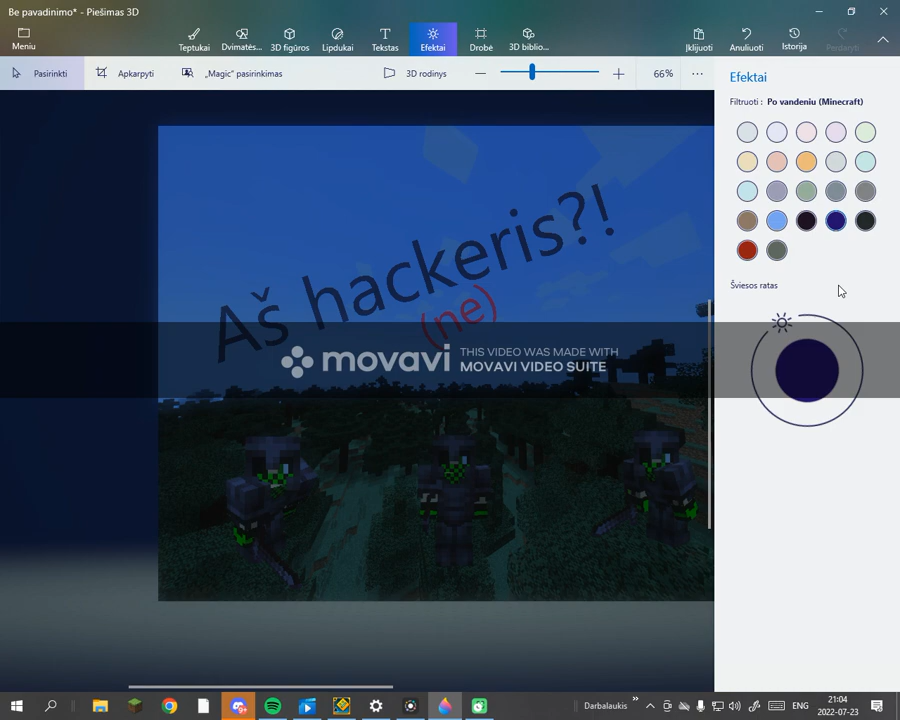 Be pavadinimo* - Piešimas 3D
Meniu
Teptukai
Dvimatės...
3D figūros
Lipdukai
Tekstas
Efektai
Drobė
3D biblio...
Įklijuoti
Anuliuoti
Istorija
Perdaryti
Pasirinkti
Apkarpyti
„Magic" pasirinkimas
3D rodinys
66%
Efektai
Filtruoti : Po vandeniu (Minecraft)
Šviesos ratas
Aš hackeris?!
(ne)
movavi
THIS VIDEO WAS MADE WITH
MOVAVI VIDEO SUITE
9+
Darbalaukis
ENG
21:04
2022-07-23